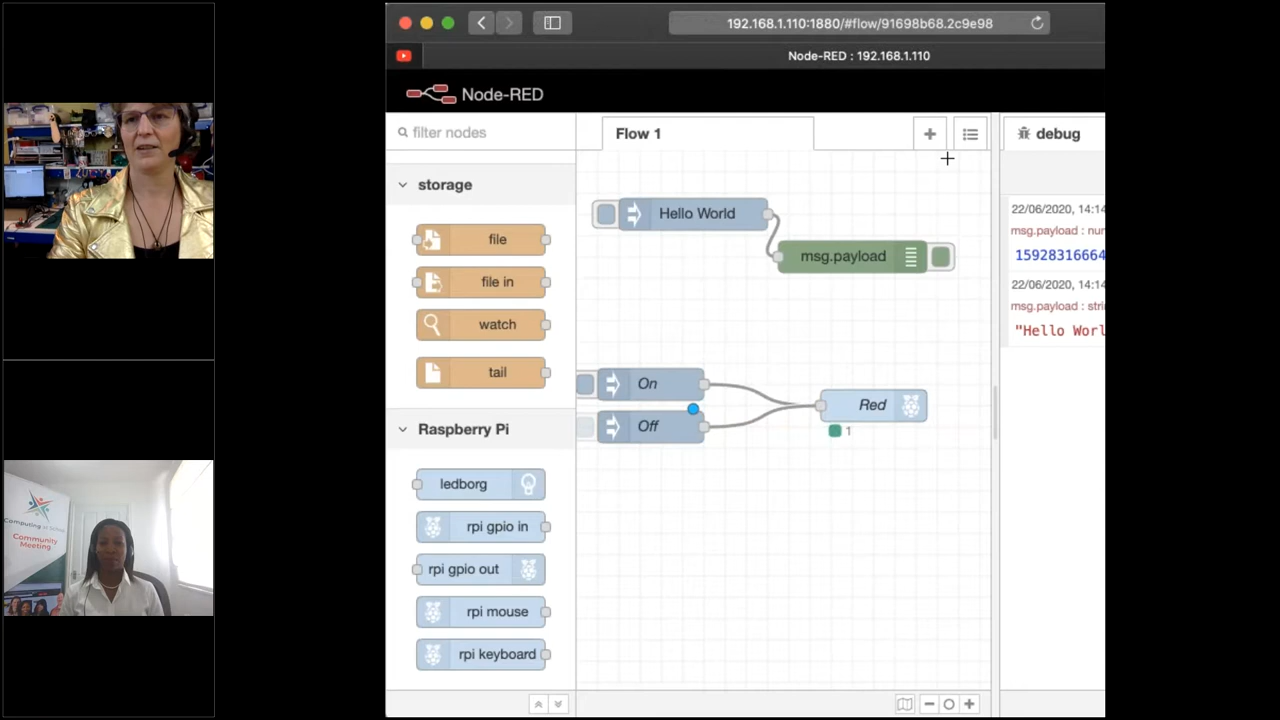 192.168.1.110:1880/#flow/91698b68.2c9e98
Node-RED : 192.168.1.110
Node-RED
filter nodes
Flow 1
debug
storage
file
file in
watch
tail
Raspberry Pi
ledborg
rpi gpio in
rpi gpio out
rpi mouse
rpi keyboard
Hello World
msg.payload
On
Off
Red
1
22/06/2020, 14:14
msg.payload : num
1592831664
22/06/2020, 14:14
msg.payload : stri
"Hello Worl
Computing at School
Community
Meeting